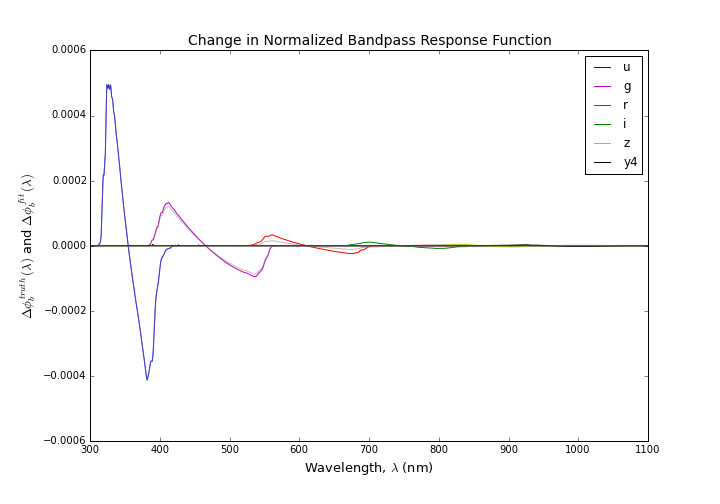 Change in Normalized Bandpass Response Function
0.0006
0.0004
0.0002
0.0000
−0.0002
−0.0004
−0.0006
Δϕ_b^{truth}(λ) and Δϕ_b^{fit}(λ)
u
g
r
i
z
y4
300 400 500 600 700 800 900 1000 1100
Wavelength, λ (nm)